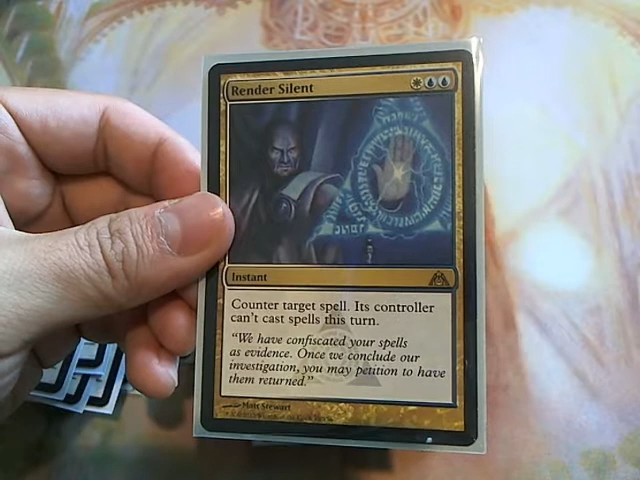 Render Silent
Instant
Counter target spell. Its controller
can't cast spells this turn.
"We have confiscated your spells
as evidence. Once we conclude our
investigation, you may petition to have
them returned."
Matt Stewart